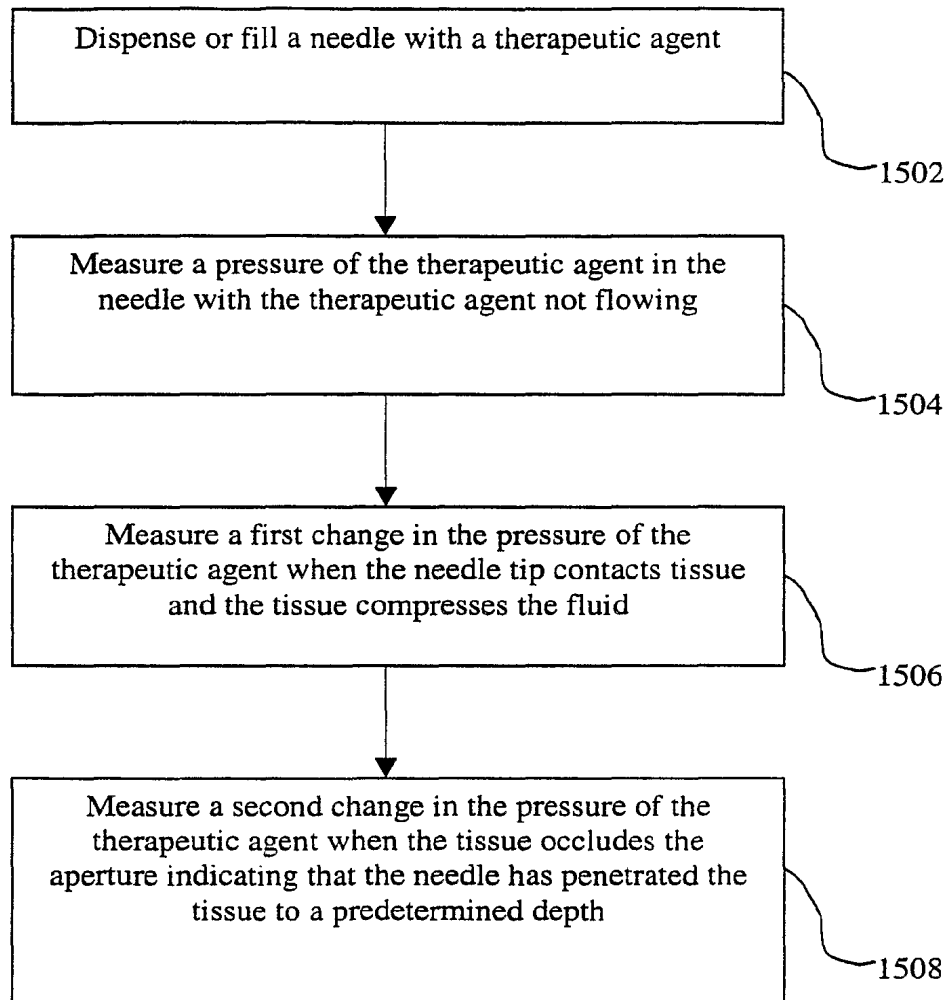 Dispense or fill a needle with a therapeutic agent
1502
Measure a pressure of the therapeutic agent in the
needle with the therapeutic agent not flowing
1504
Measure a first change in the pressure of the
therapeutic agent when the needle tip contacts tissue
and the tissue compresses the fluid
1506
Measure a second change in the pressure of the
therapeutic agent when the tissue occludes the
aperture indicating that the needle has penetrated the
tissue to a predetermined depth
1508